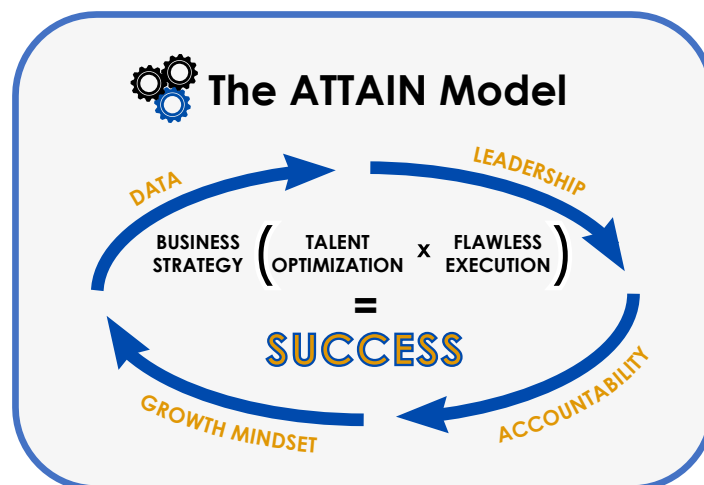 The ATTAIN Model
DATA
LEADERSHIP
BUSINESS STRATEGY ( TALENT OPTIMIZATION x FLAWLESS EXECUTION )
=
SUCCESS
GROWTH MINDSET
ACCOUNTABILITY